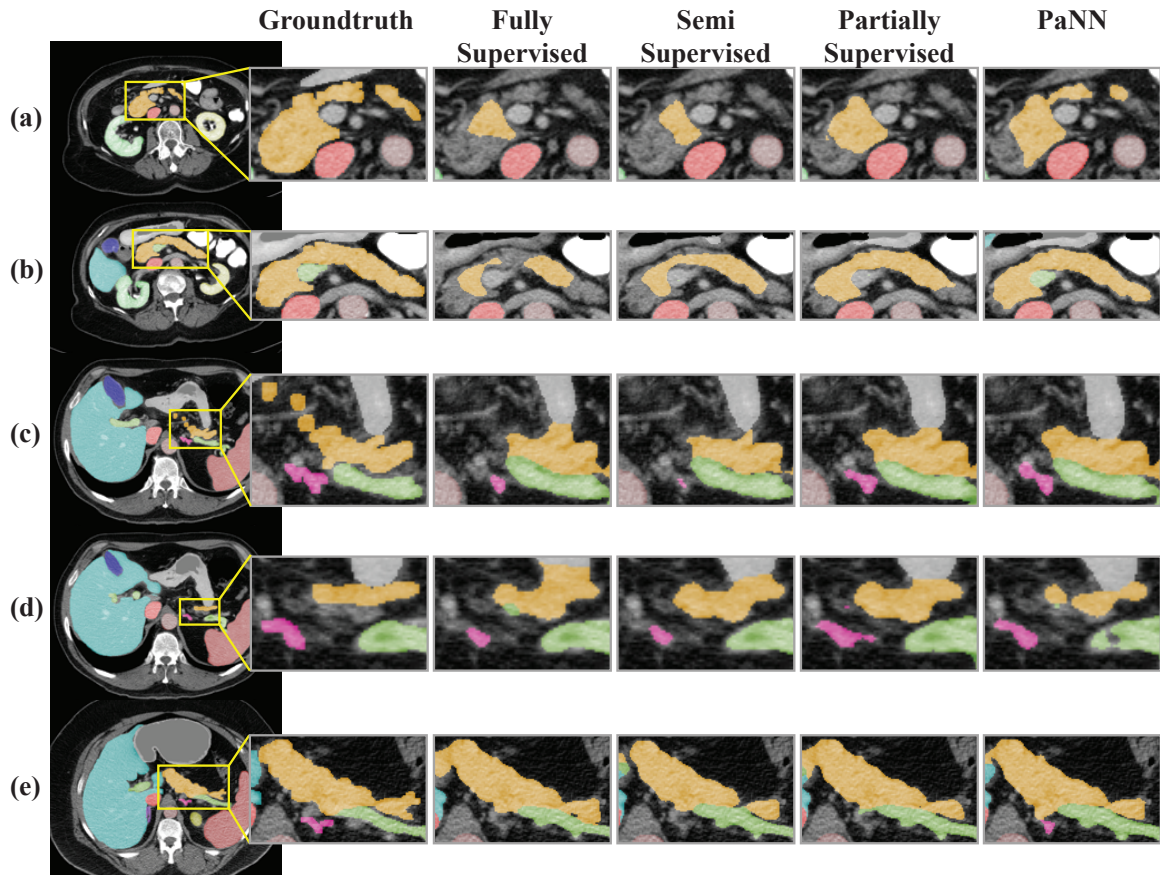 Groundtruth
Fully
Supervised
Semi
Supervised
Partially
Supervised
PaNN
(a)
(b)
(c)
(d)
(e)